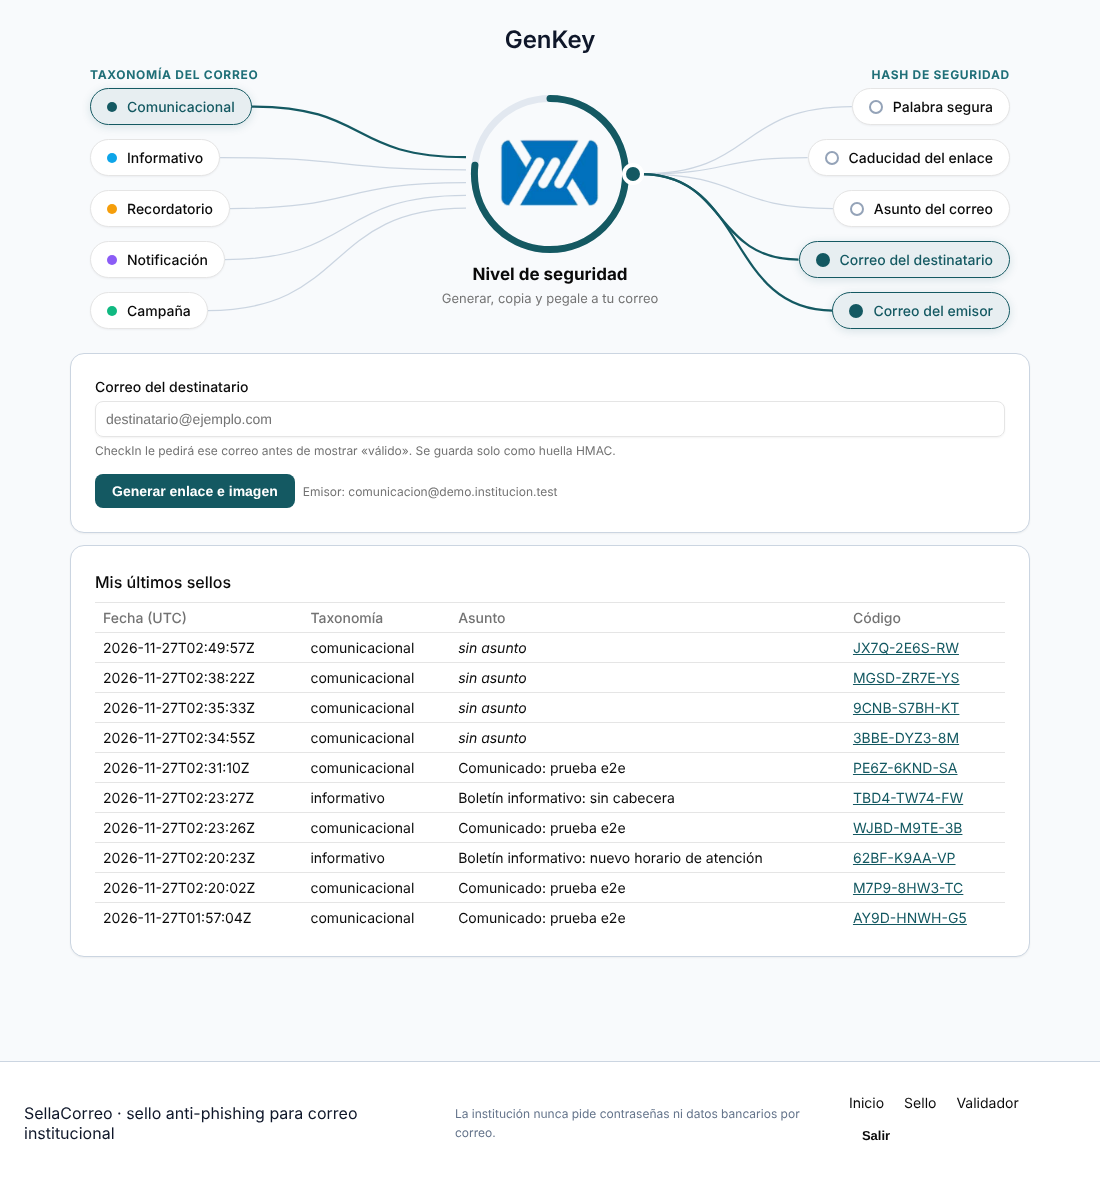 GenKey
TAXONOMÍA DEL CORREO
HASH DE SEGURIDAD
Comunicacional
Informativo
Recordatorio
Notificación
Campaña
Palabra segura
Caducidad del enlace
Asunto del correo
Correo del destinatario
Correo del emisor
Nivel de seguridad
Generar, copia y pegale a tu correo
Correo del destinatario
destinatario@ejemplo.com
CheckIn le pedirá ese correo antes de mostrar «válido». Se guarda solo como huella HMAC.
Generar enlace e imagen
Emisor: comunicacion@demo.institucion.test
Mis últimos sellos
Fecha (UTC) Taxonomía Asunto Código
2026-11-27T02:49:57Z comunicacional sin asunto JX7Q-2E6S-RW
2026-11-27T02:38:22Z comunicacional sin asunto MGSD-ZR7E-YS
2026-11-27T02:35:33Z comunicacional sin asunto 9CNB-S7BH-KT
2026-11-27T02:34:55Z comunicacional sin asunto 3BBE-DYZ3-8M
2026-11-27T02:31:10Z comunicacional Comunicado: prueba e2e PE6Z-6KND-SA
2026-11-27T02:23:27Z informativo Boletín informativo: sin cabecera TBD4-TW74-FW
2026-11-27T02:23:26Z comunicacional Comunicado: prueba e2e WJBD-M9TE-3B
2026-11-27T02:20:23Z informativo Boletín informativo: nuevo horario de atención 62BF-K9AA-VP
2026-11-27T02:20:02Z comunicacional Comunicado: prueba e2e M7P9-8HW3-TC
2026-11-27T01:57:04Z comunicacional Comunicado: prueba e2e AY9D-HNWH-G5
SellaCorreo · sello anti-phishing para correo
institucional
La institución nunca pide contraseñas ni datos bancarios por
correo.
Inicio Sello Validador
Salir